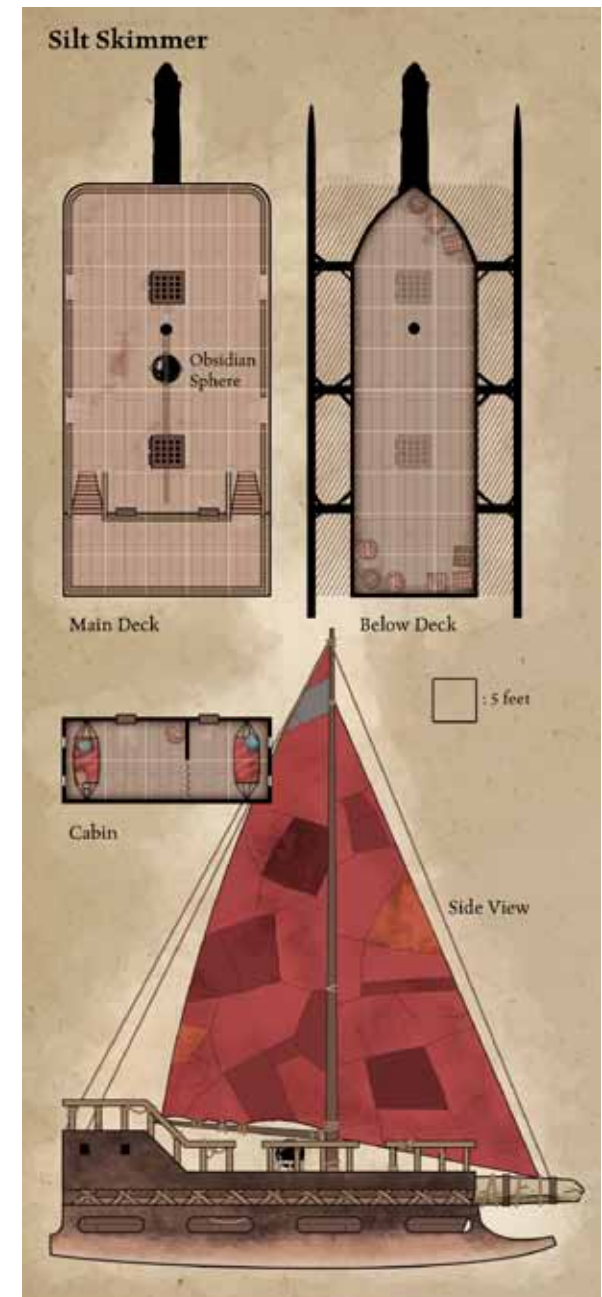 Silt Skimmer
Obsidian
Sphere
Main Deck
Below Deck
: 5 feet
Cabin
Side View